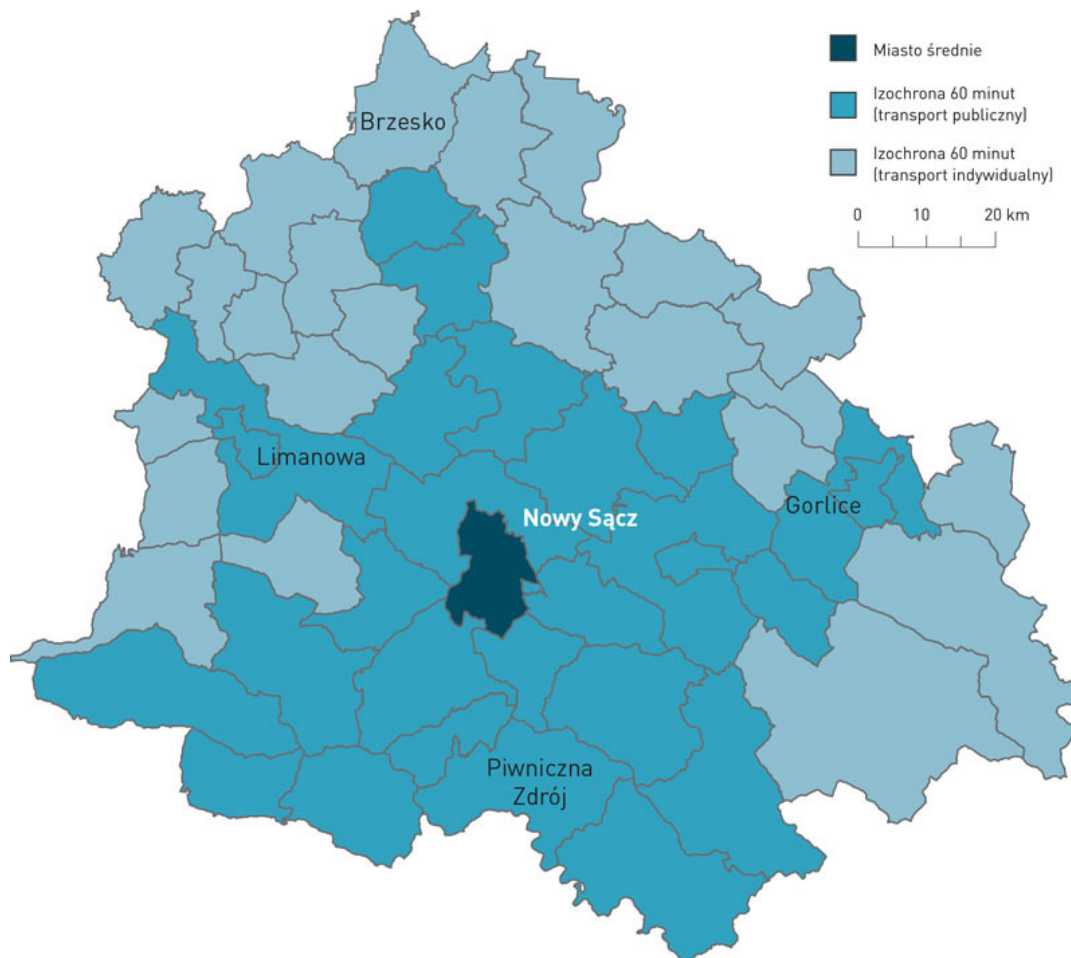 Miasto średnie
Izochrona 60 minut
(transport publiczny)
Izochrona 60 minut
(transport indywidualny)
0 10 20 km
Brzesko
Limanowa
Nowy Sącz
Gorlice
Piwniczna
Zdrój